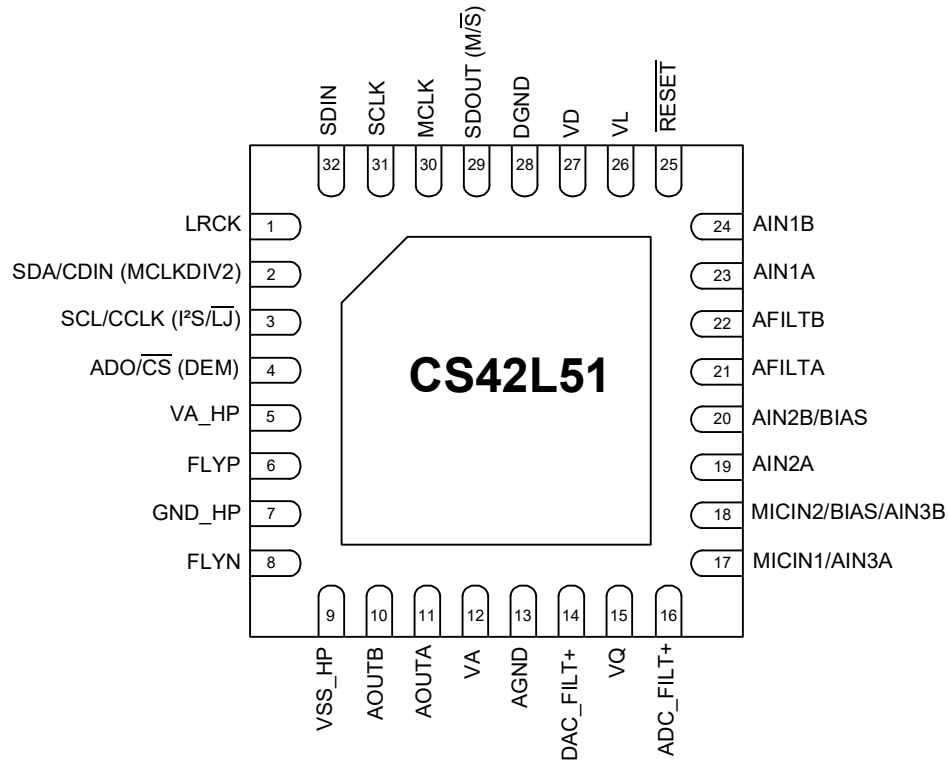 SDIN
SCLK
MCLK
SDOUT (M/S̅)
DGND
VD
VL
R̅E̅S̅E̅T̅
32
31
30
29
28
27
26
25
LRCK 1
SDA/CDIN (MCLKDIV2) 2
SCL/CCLK (I²S/L̅J̅) 3
ADO/C̅S̅ (DEM) 4
VA_HP 5
FLYP 6
GND_HP 7
FLYN 8
CS42L51
24 AIN1B
23 AIN1A
22 AFILTB
21 AFILTA
20 AIN2B/BIAS
19 AIN2A
18 MICIN2/BIAS/AIN3B
17 MICIN1/AIN3A
9
10
11
12
13
14
15
16
VSS_HP
AOUTB
AOUTA
VA
AGND
DAC_FILT+
VQ
ADC_FILT+